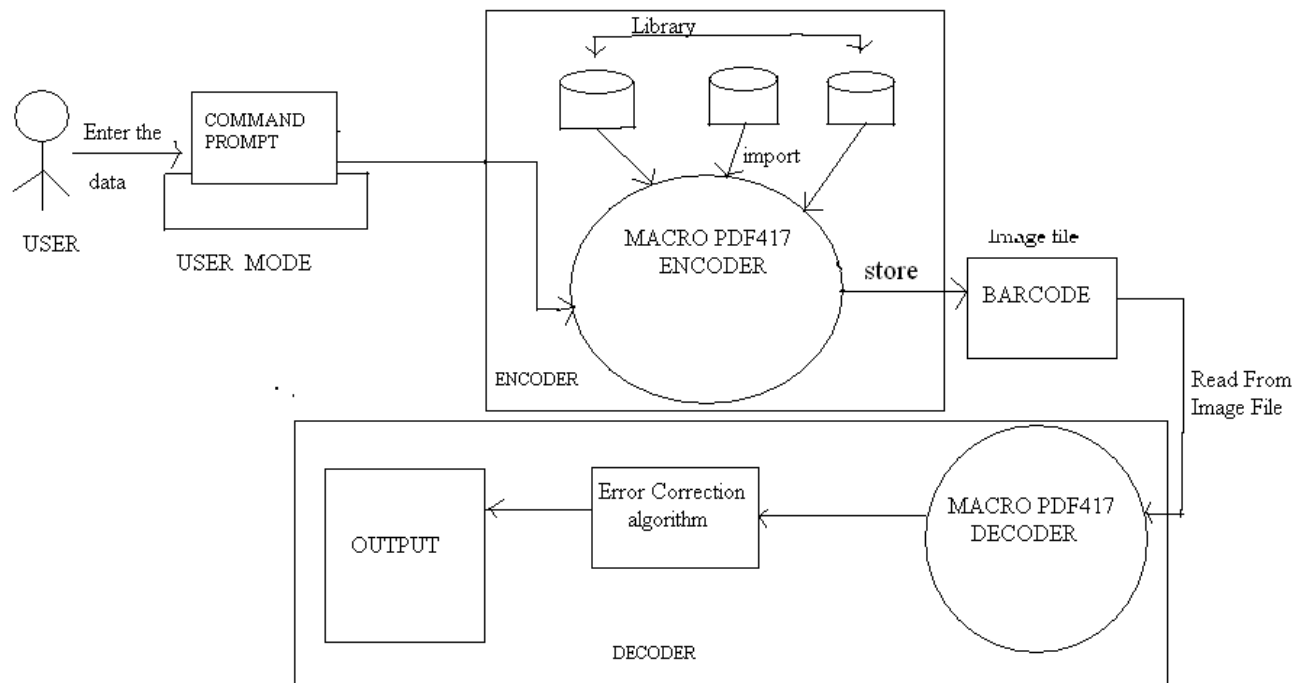 Library
Enter the
data
COMMAND
PROMPT
import
USER
USER MODE
MACRO PDF417
ENCODER
store
Image file
BARCODE
ENCODER
Read From
Image File
Error Correction
algorithm
MACRO PDF417
DECODER
OUTPUT
DECODER